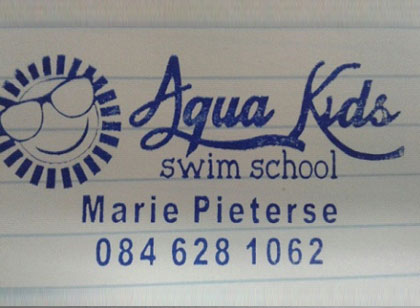 Aqua Kids
swim school
Marie Pieterse
084 628 1062